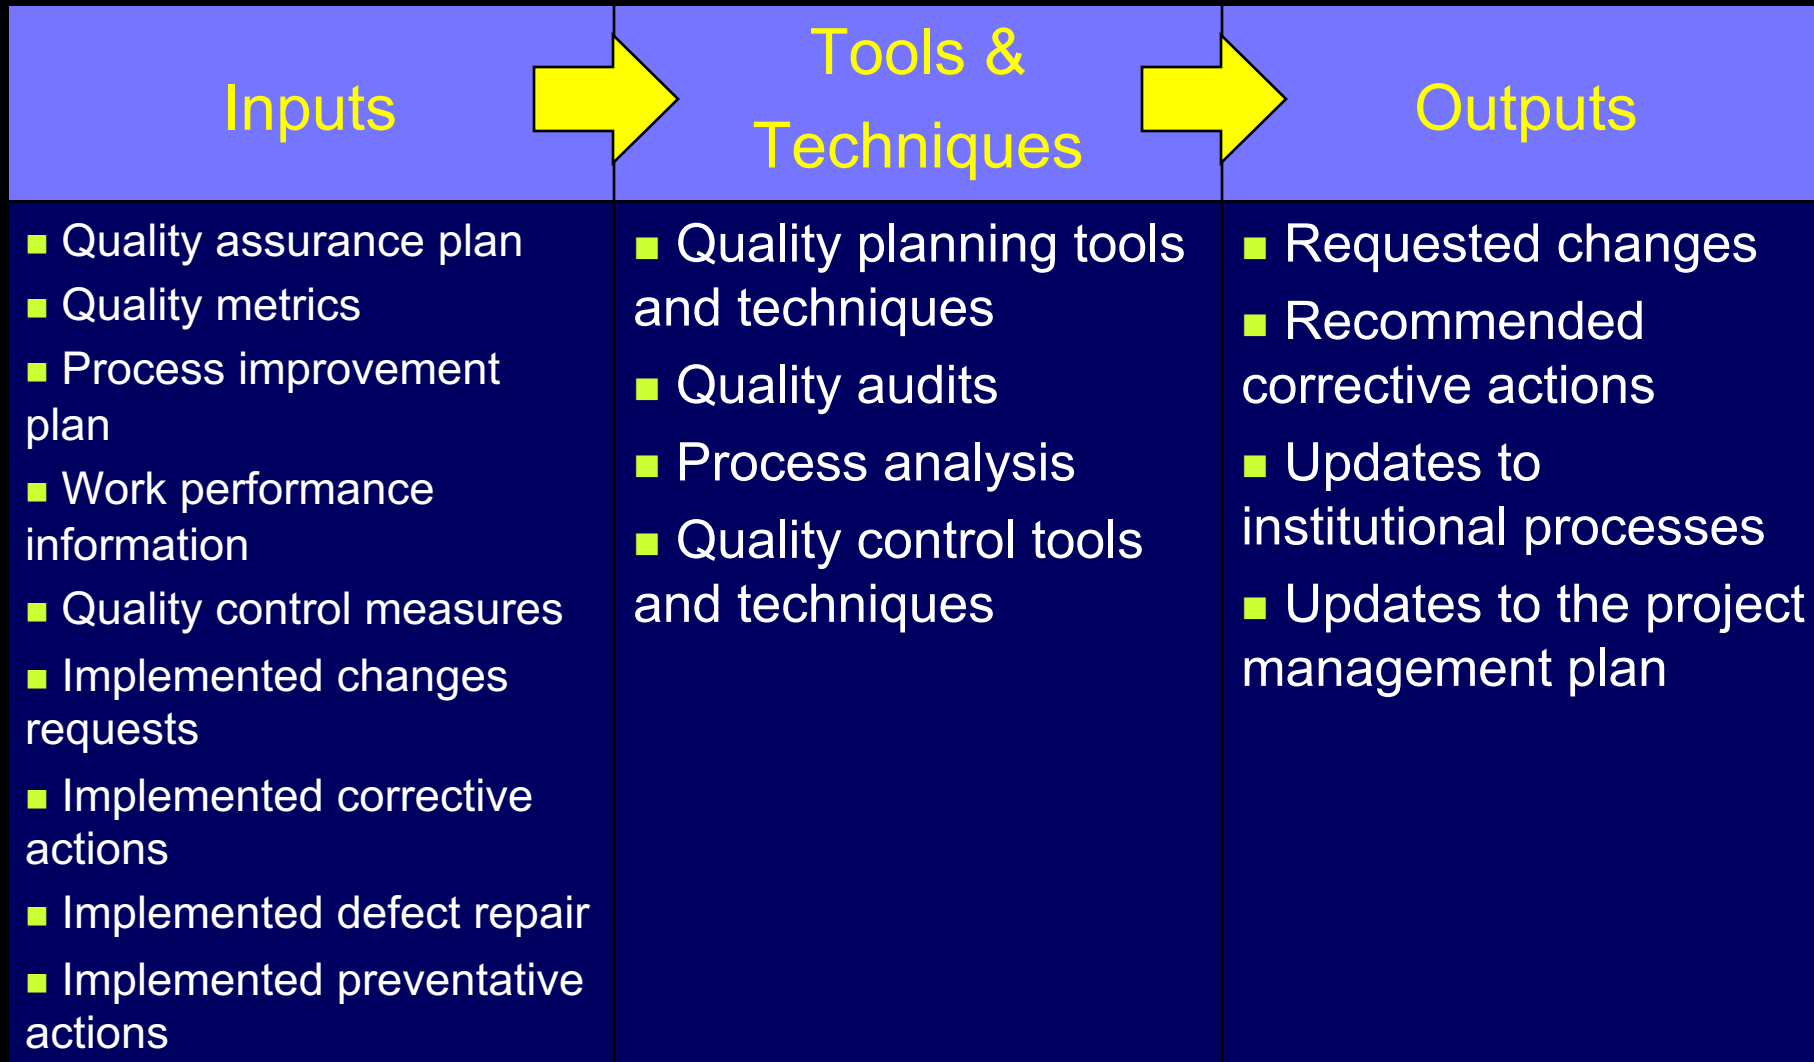 Inputs
Tools &
Techniques
Outputs
■ Quality assurance plan
■ Quality metrics
■ Process improvement
plan
■ Work performance
information
■ Quality control measures
■ Implemented changes
requests
■ Implemented corrective
actions
■ Implemented defect repair
■ Implemented preventative
actions
■ Quality planning tools
and techniques
■ Quality audits
■ Process analysis
■ Quality control tools
and techniques
■ Requested changes
■ Recommended
corrective actions
■ Updates to
institutional processes
■ Updates to the project
management plan